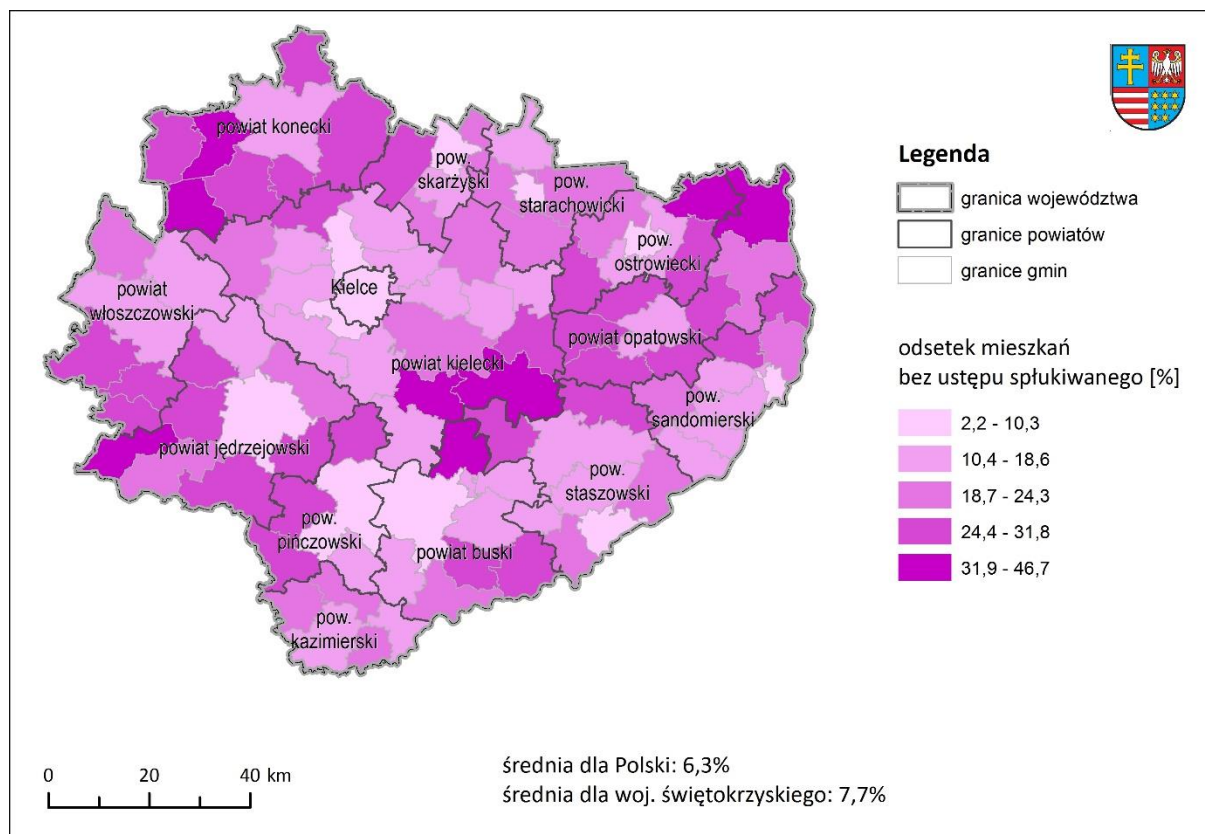 powiat konecki
pow.
skarżyski
pow.
starachowicki
pow.
ostrowiecki
powiat
włoszczowski
Kielce
powiat opatowski
powiat kielecki
pow.
sandomierski
powiat jędrzejowski
pow.
staszowski
pow.
pińczowski
powiat buski
pow.
kazimierski
Legenda
granica województwa
granice powiatów
granice gmin
odsetek mieszkań
bez ustępu spłukiwanego [%]
2,2 - 10,3
10,4 - 18,6
18,7 - 24,3
24,4 - 31,8
31,9 - 46,7
0 20 40 km
średnia dla Polski: 6,3%
średnia dla woj. świętokrzyskiego: 7,7%